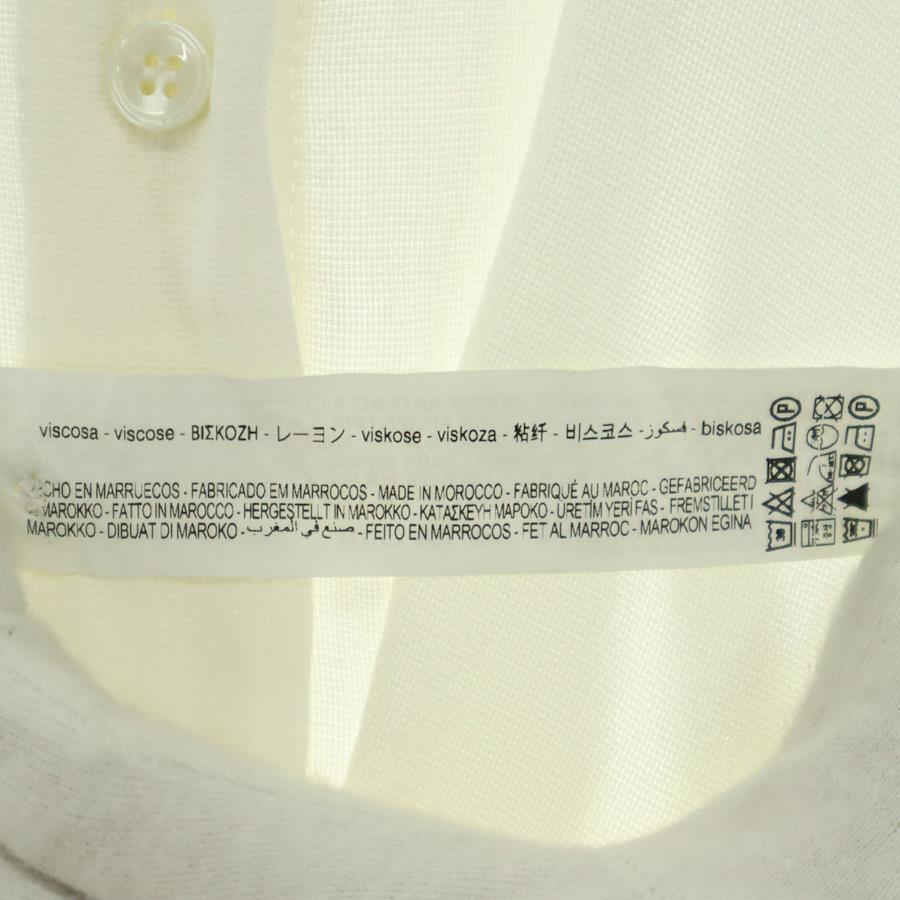 viscosa - viscose - ΒΙΣΚΟΖΗ - レーヨン - viskose - viskoza - 粘纤 - 비스코스 - فسكوز - biskosa
EN MARRUECOS - FABRICADO EM MARROCOS - MADE IN MOROCCO - FABRIQUÉ AU MAROC - GEFABRICEERD
MAROKKO - FATTO IN MAROCCO - HERGESTELLT IN MAROKKO - ΚΑΤΑΣΚΕΥΗ ΜΑΡΟΚΟ - URETIM YERI FAS - FREMSTILLET I
MAROKKO - DIBUAT DI MAROKO - صنع في المغرب - FEITO EN MARROCOS - FET AL MARROC - MAROKON EGINA